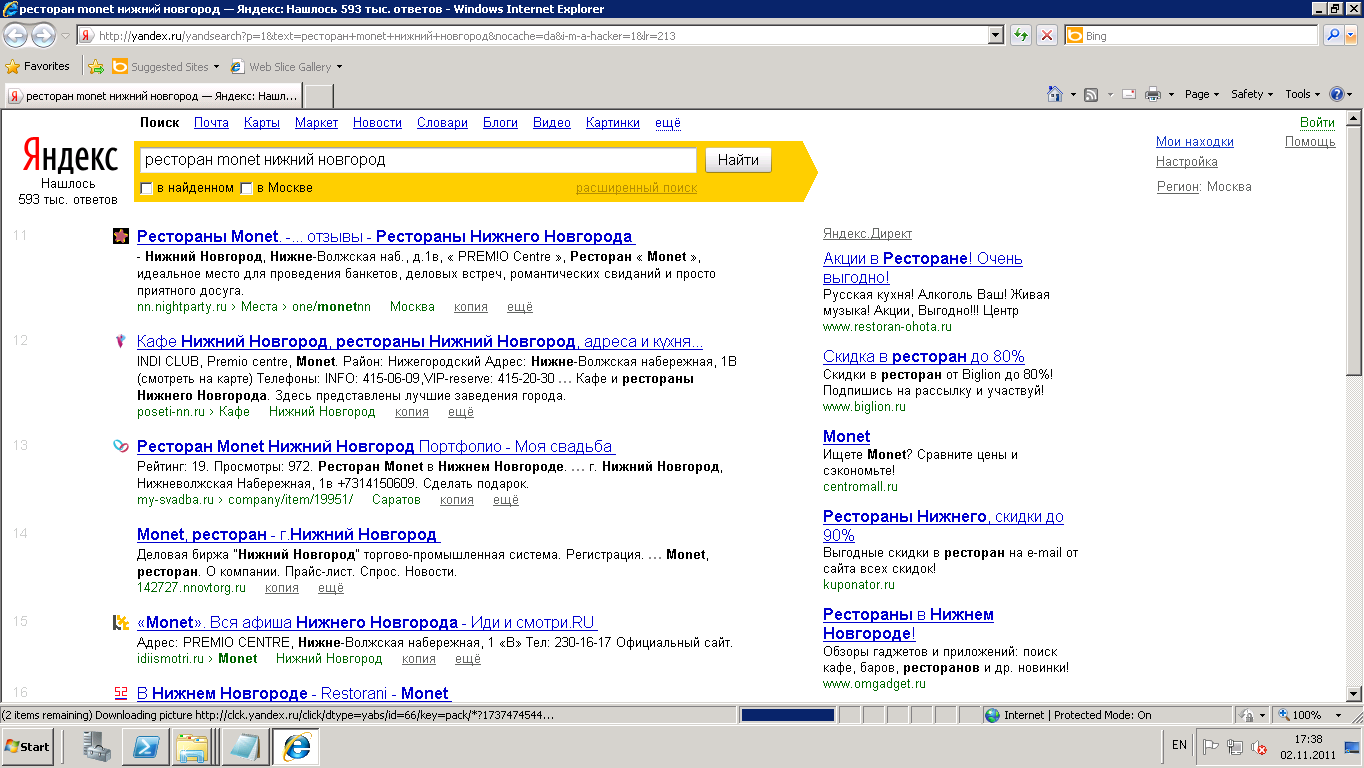 ресторан monet нижний новгород — Яндекс: Нашлось 593 тыс. ответов - Windows Internet Explorer
http://yandex.ru/yandsearch?p=1&text=ресторан+monet+нижний+новгород&nocache=da&i-m-a-hacker=1&lr=213
Bing
Favorites Suggested Sites Web Slice Gallery
ресторан monet нижний новгород — Яндекс: Нашл...
Page Safety Tools
Поиск Почта Карты Маркет Новости Словари Блоги Видео Картинки ещё
Войти
Мои находки Помощь
Настройка
Регион: Москва
Яндекс
Нашлось
593 тыс. ответов
ресторан monet нижний новгород
Найти
в найденном в Москве расширенный поиск
11
Рестораны Monet. -... отзывы - Рестораны Нижнего Новгорода
- Нижний Новгород, Нижне-Волжская наб., д.1в, « PREM!O Centre », Ресторан « Monet »,
идеальное место для проведения банкетов, деловых встреч, романтических свиданий и просто
приятного досуга.
nn.nightparty.ru › Места › one/monetnn Москва копия ещё
12
Кафе Нижний Новгород, рестораны Нижний Новгород, адреса и кухня...
INDI CLUB, Premio centre, Monet. Район: Нижегородский Адрес: Нижне-Волжская набережная, 1В
(смотреть на карте) Телефоны: INFO: 415-06-09,VIP-reserve: 415-20-30 ... Кафе и рестораны
Нижнего Новгорода. Здесь представлены лучшие заведения города.
poseti-nn.ru › Кафе Нижний Новгород копия ещё
13
Ресторан Monet Нижний Новгород Портфолио - Моя свадьба
Рейтинг: 19. Просмотры: 972. Ресторан Monet в Нижнем Новгороде. ... г. Нижний Новгород,
Нижневолжская Набережная, 1в +7314150609. Сделать подарок.
my-svadba.ru › company/item/19951/ Саратов копия ещё
14
Monet, ресторан - г.Нижний Новгород
Деловая биржа "Нижний Новгород" торгово-промышленная система. Регистрация. ... Monet,
ресторан. О компании. Прайс-лист. Спрос. Новости.
142727.nnovtorg.ru копия ещё
15
«Monet». Вся афиша Нижнего Новгорода - Иди и смотри.RU
Адрес: PREMIO CENTRE, Нижне-Волжская набережная, 1 «В» Тел: 230-16-17 Официальный сайт.
idiismotri.ru › Monet Нижний Новгород копия ещё
16
52
В Нижнем Новгороде - Restorani - Monet
Яндекс.Директ
Акции в Ресторане! Очень
выгодно!
Русская кухня! Алкоголь Ваш! Живая
музыка! Акции, Выгодно!!! Центр
www.restoran-ohota.ru
Скидка в ресторан до 80%
Скидки в ресторан от Biglion до 80%!
Подпишись на рассылку и участвуй!
www.biglion.ru
Monet
Ищете Monet? Сравните цены и
сэкономьте!
centromall.ru
Рестораны Нижнего, скидки до
90%
Выгодные скидки в ресторан на e-mail от
сайта всех скидок!
kuponator.ru
Рестораны в Нижнем
Новгороде!
Обзоры гаджетов и приложений: поиск
кафе, баров, ресторанов и др. новинки!
www.omgadget.ru
(2 items remaining) Downloading picture http://clck.yandex.ru/click/dtype=yabs/id=66/key=pack/*?1737474544...
Internet | Protected Mode: On
100%
Start
EN
17:38
02.11.2011